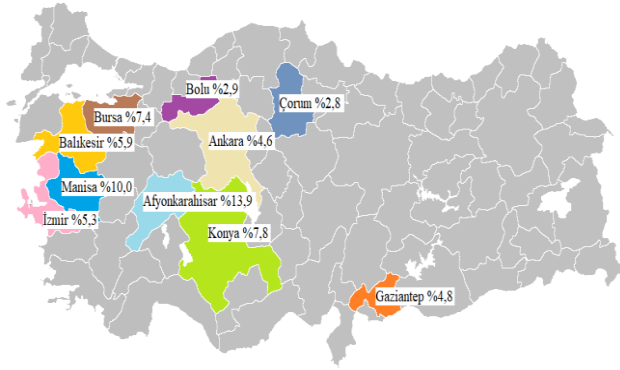 Bolu %2,9
Çorum %2,8
Bursa %7,4
Balıkesir %5,9
Ankara %4,6
Manisa %10,0
Afyonkarahisar %13,9
İzmir %5,3
Konya %7,8
Gaziantep %4,8